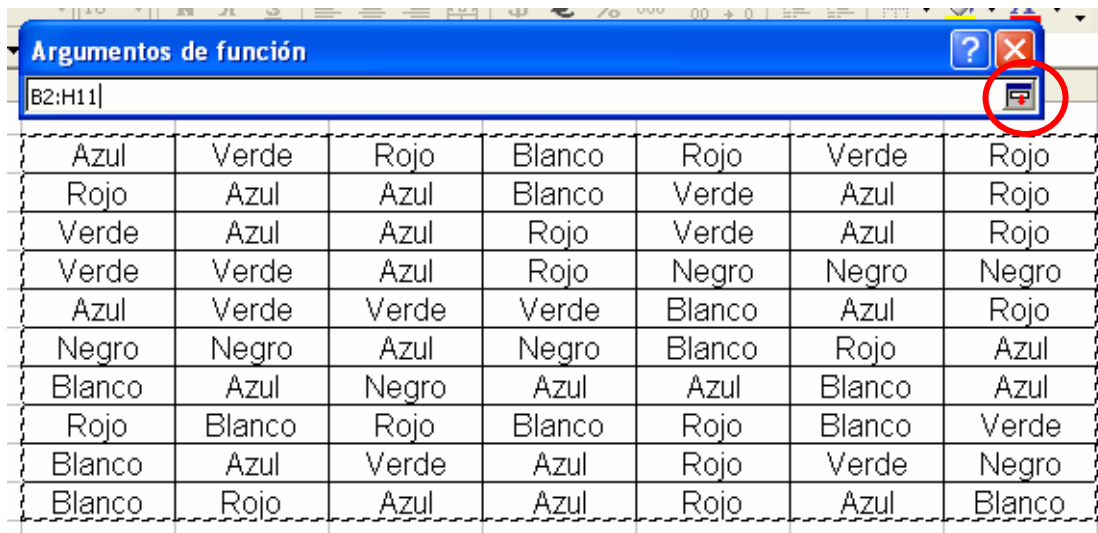 Argumentos de función
B2:H11
Azul Verde Rojo Blanco Rojo Verde Rojo
Rojo Azul Azul Blanco Verde Azul Rojo
Verde Azul Azul Rojo Verde Azul Rojo
Verde Verde Azul Rojo Negro Negro Negro
Azul Verde Verde Verde Blanco Azul Rojo
Negro Negro Azul Negro Blanco Rojo Azul
Blanco Azul Negro Azul Azul Blanco Azul
Rojo Blanco Rojo Blanco Rojo Blanco Verde
Blanco Azul Verde Azul Rojo Verde Negro
Blanco Rojo Azul Azul Rojo Azul Blanco